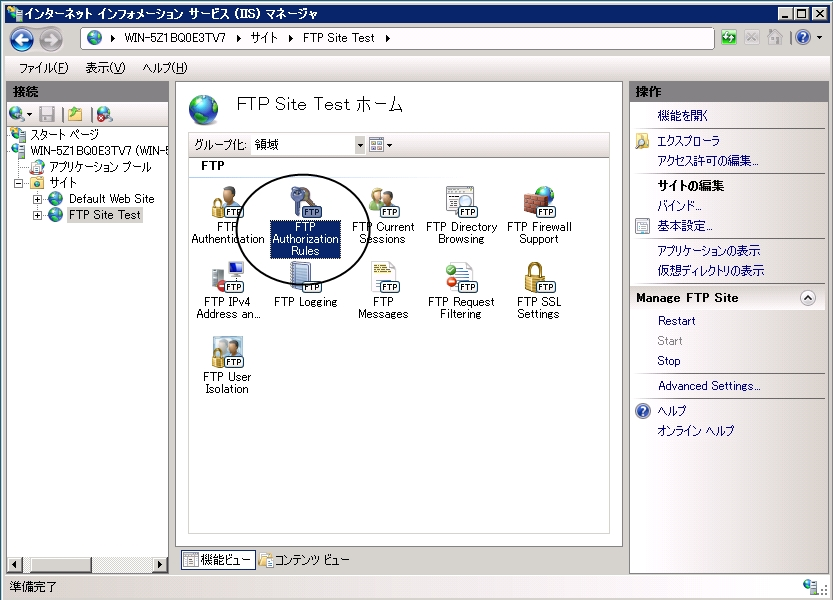 インターネット インフォメーション サービス (IIS) マネージャ
WIN-5Z1BQ0E3TV7 サイト FTP Site Test
ファイル(F) 表示(V) ヘルプ(H)
接続
スタート ページ
WIN-5Z1BQ0E3TV7 (WIN-5
アプリケーション プール
サイト
Default Web Site
FTP Site Test
FTP Site Test ホーム
グループ化: 領域
FTP
FTP Authentication
FTP Authorization Rules
FTP Current Sessions
FTP Directory Browsing
FTP Firewall Support
FTP IPv4 Address an...
FTP Logging
FTP Messages
FTP Request Filtering
FTP SSL Settings
FTP User Isolation
機能ビュー コンテンツ ビュー
操作
機能を開く
エクスプローラ
アクセス許可の編集...
サイトの編集
バインド...
基本設定...
アプリケーションの表示
仮想ディレクトリの表示
Manage FTP Site
Restart
Start
Stop
Advanced Settings...
ヘルプ
オンライン ヘルプ
準備完了